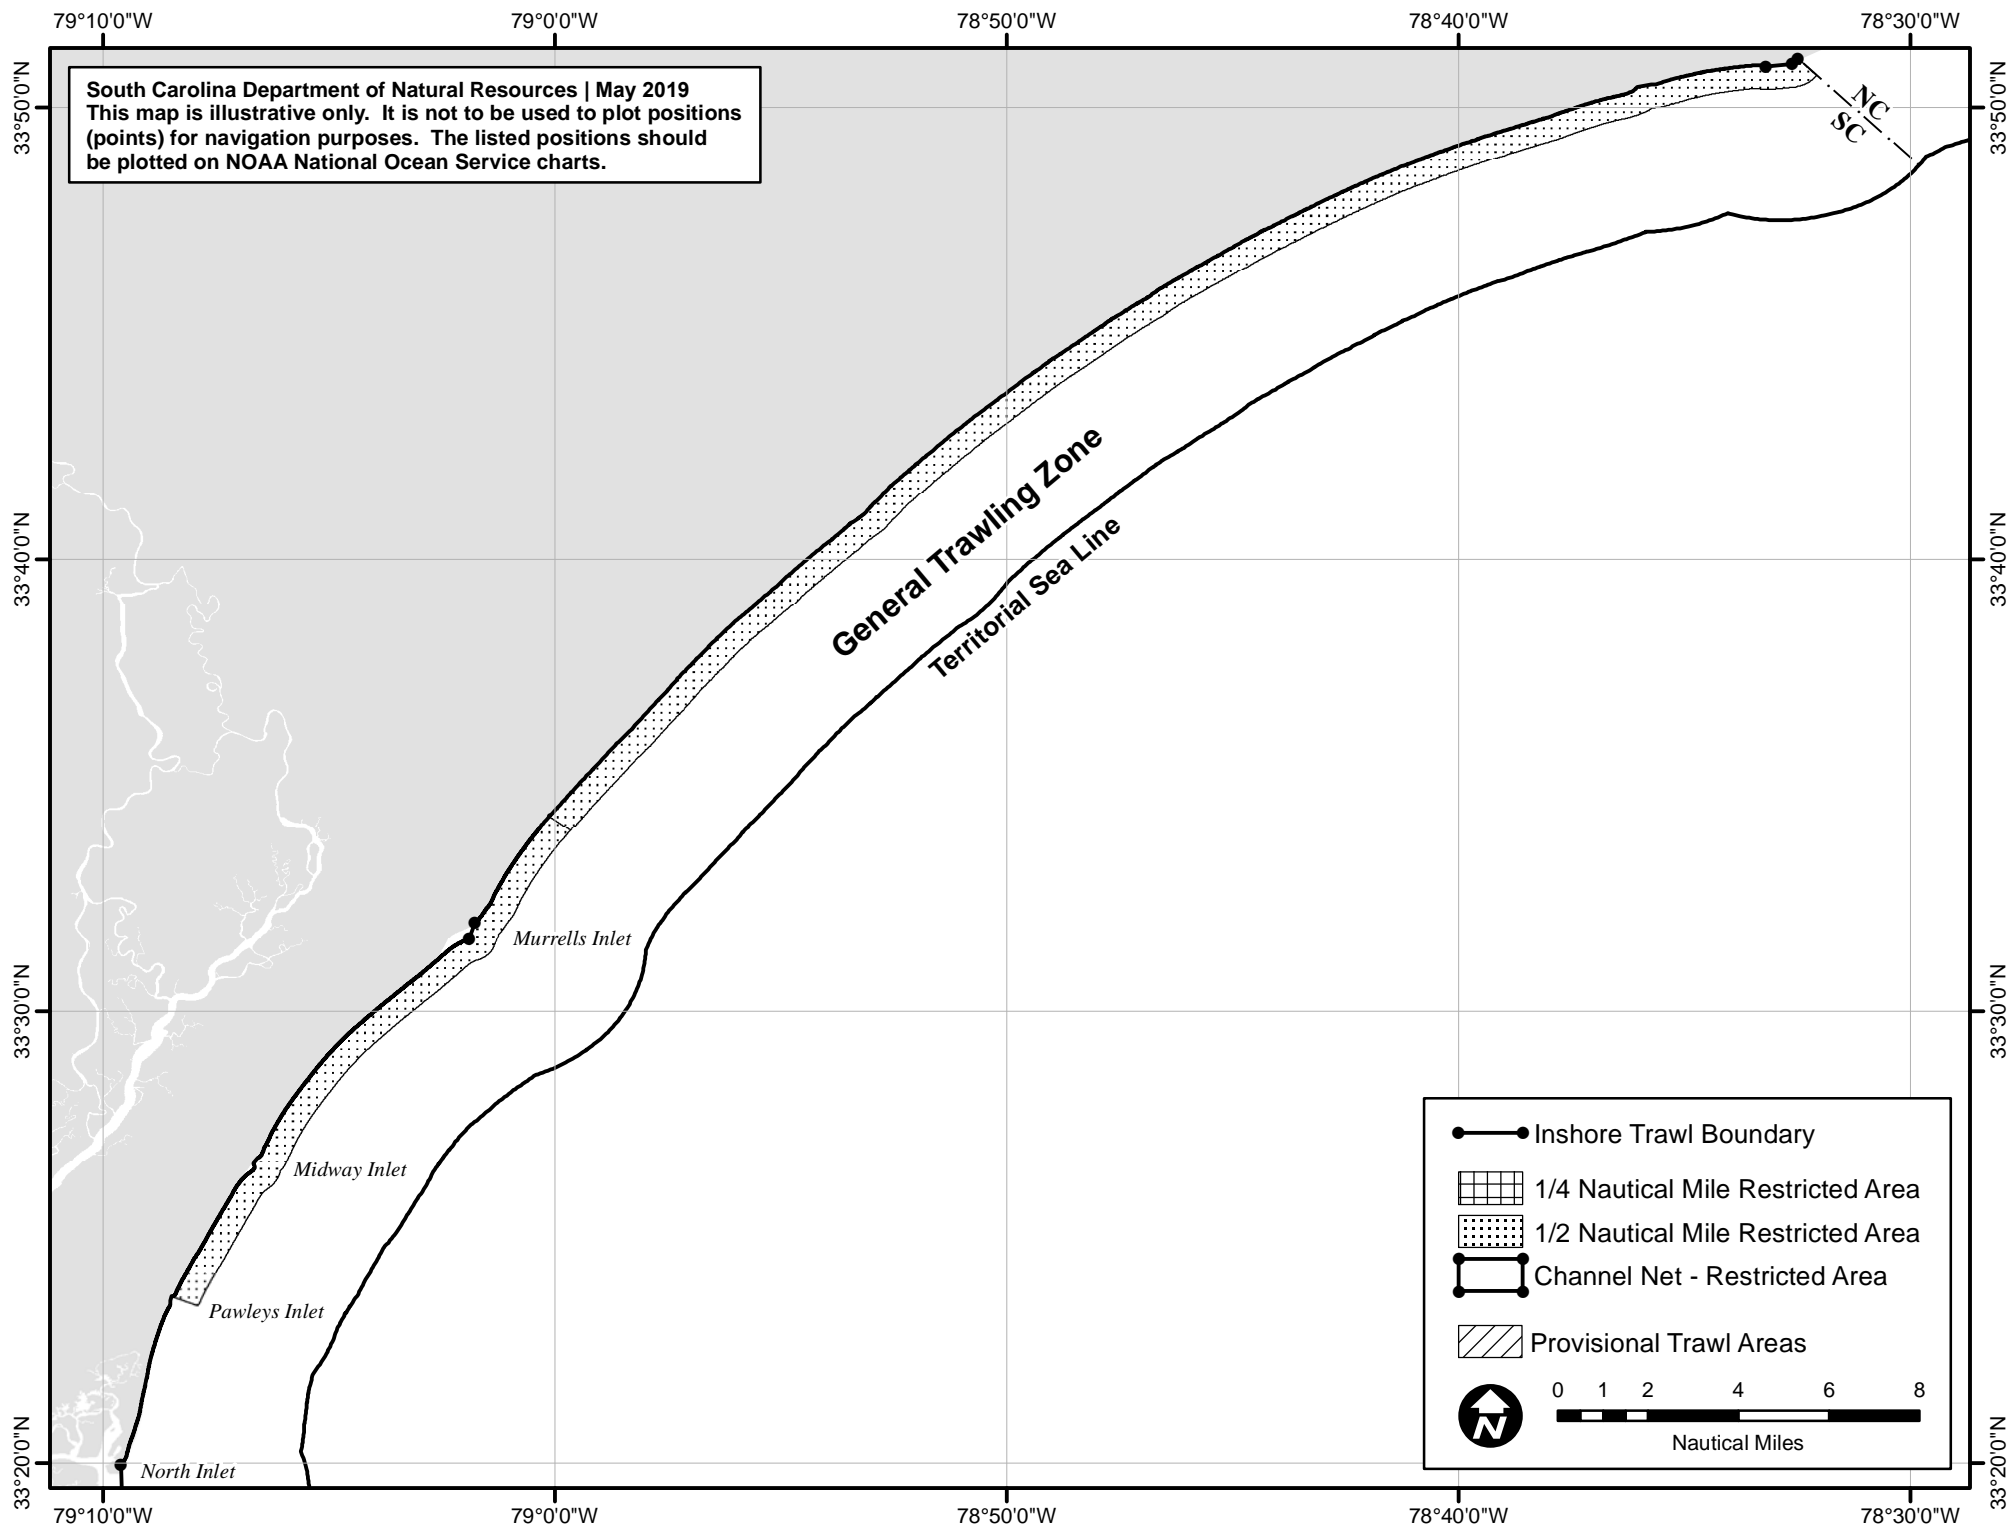 79°10'0"W
79°0'0"W
78°50'0"W
78°40'0"W
78°30'0"W
33°50'0"N
33°50'0"N
South Carolina Department of Natural Resources | May 2019
This map is illustrative only.  It is not to be used to plot positions
(points) for navigation purposes.  The listed positions should
be plotted on NOAA National Ocean Service charts.
NC
SC
General Trawling Zone
Territorial Sea Line
33°40'0"N
33°40'0"N
Murrells Inlet
33°30'0"N
33°30'0"N
Midway Inlet
Pawleys Inlet
North Inlet
Inshore Trawl Boundary
1/4 Nautical Mile Restricted Area
1/2 Nautical Mile Restricted Area
Channel Net - Restricted Area
Provisional Trawl Areas
N
0 1 2 4 6 8
Nautical Miles
33°20'0"N
33°20'0"N
79°10'0"W
79°0'0"W
78°50'0"W
78°40'0"W
78°30'0"W